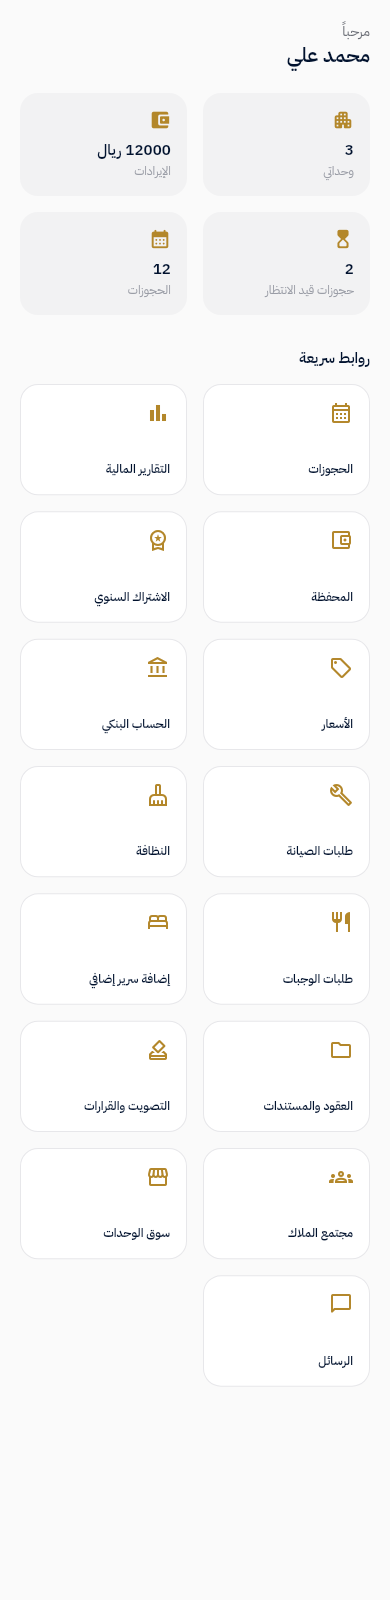 مرحباً
محمد علي
3
وحداتي
12000 ريال
الإيرادات
2
حجوزات قيد الانتظار
12
الحجوزات
روابط سريعة
الحجوزات
التقارير المالية
المحفظة
الاشتراك السنوي
الأسعار
الحساب البنكي
طلبات الصيانة
النظافة
طلبات الوجبات
إضافة سرير إضافي
العقود والمستندات
التصويت والقرارات
مجتمع الملاك
سوق الوحدات
الرسائل